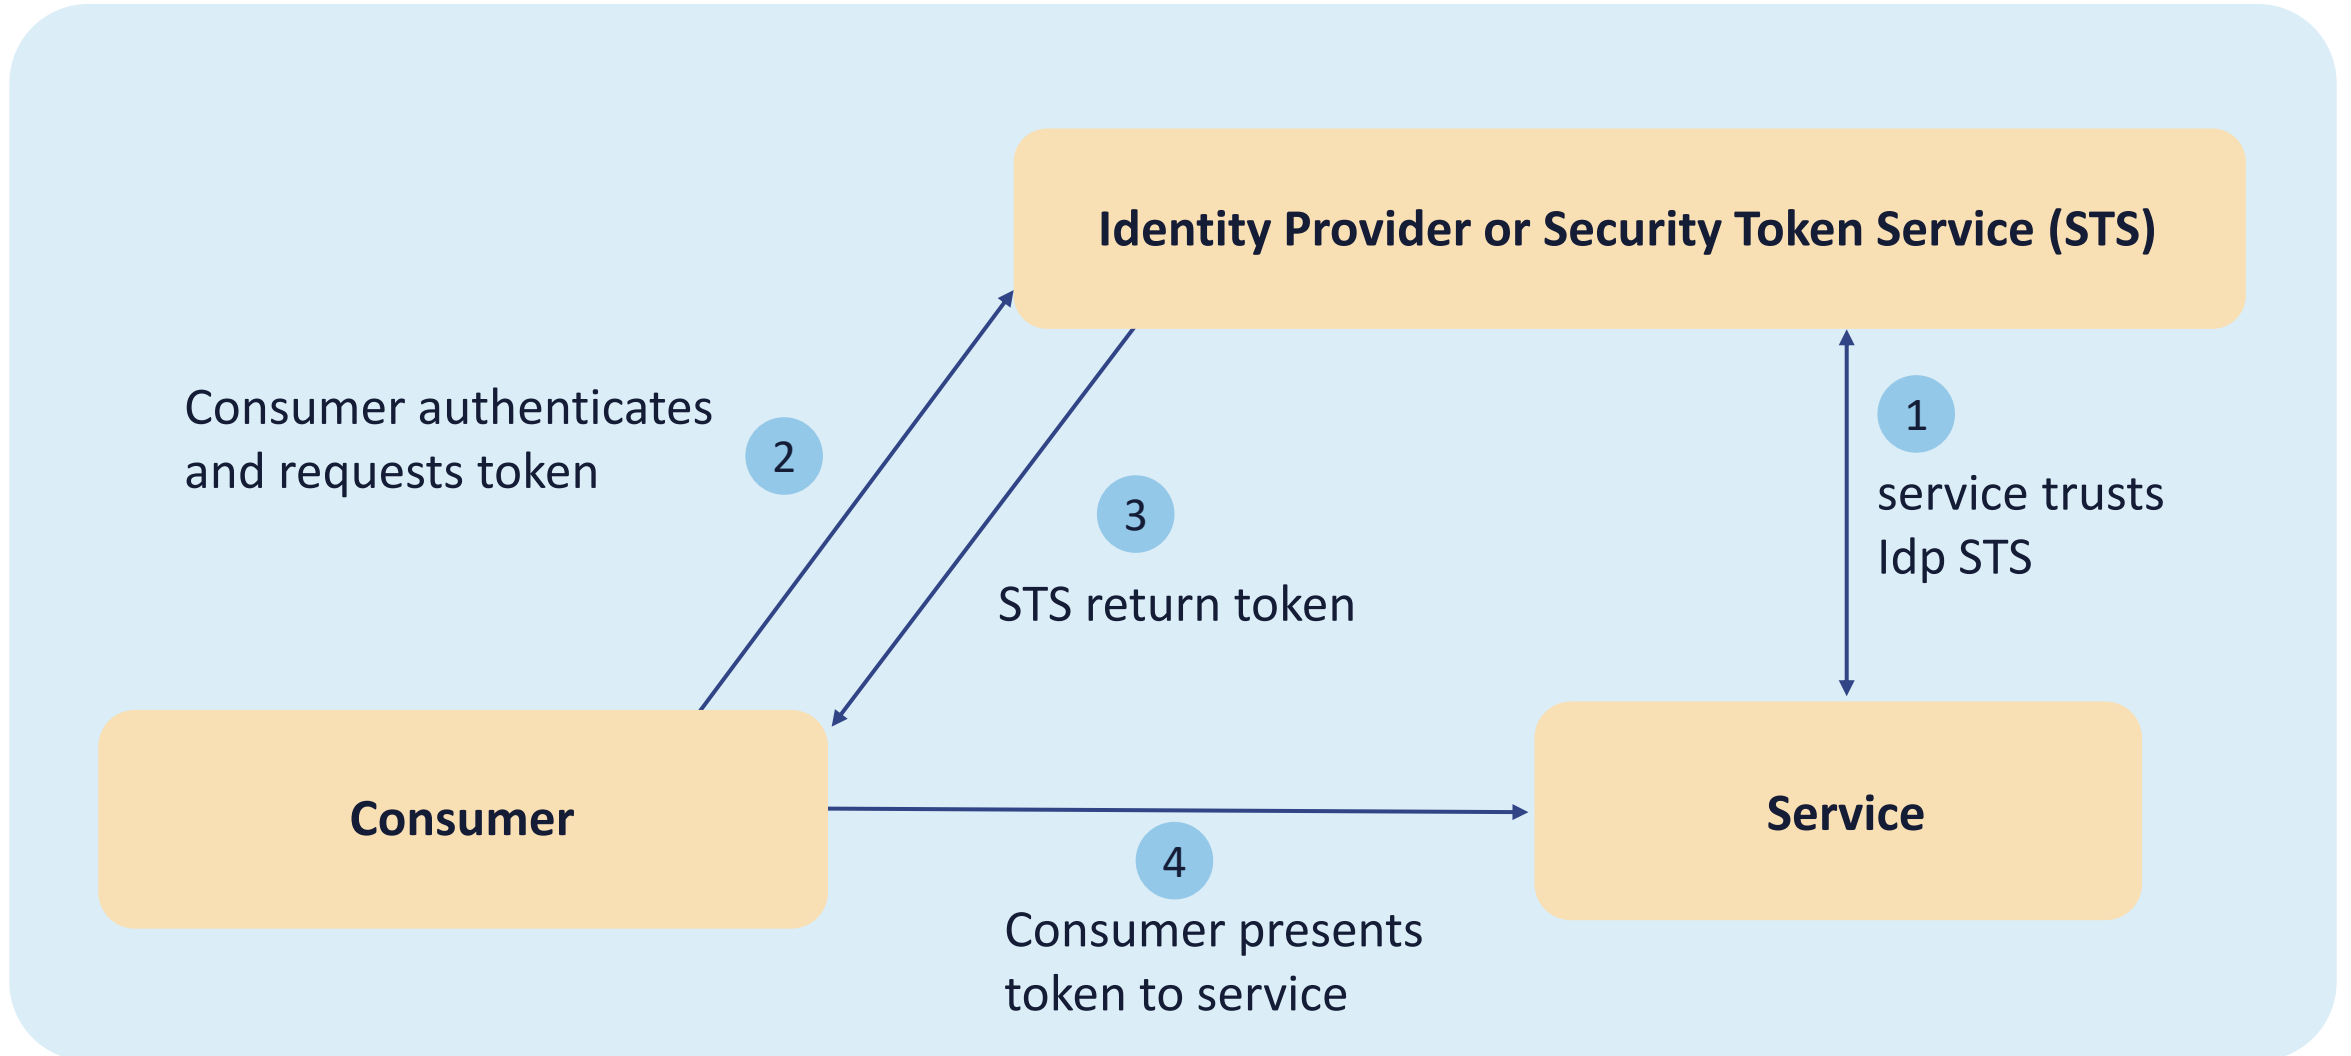 Identity Provider or Security Token Service (STS)
Consumer authenticates
and requests token
2
1
service trusts
Idp STS
3
STS return token
Consumer
Service
4
Consumer presents
token to service